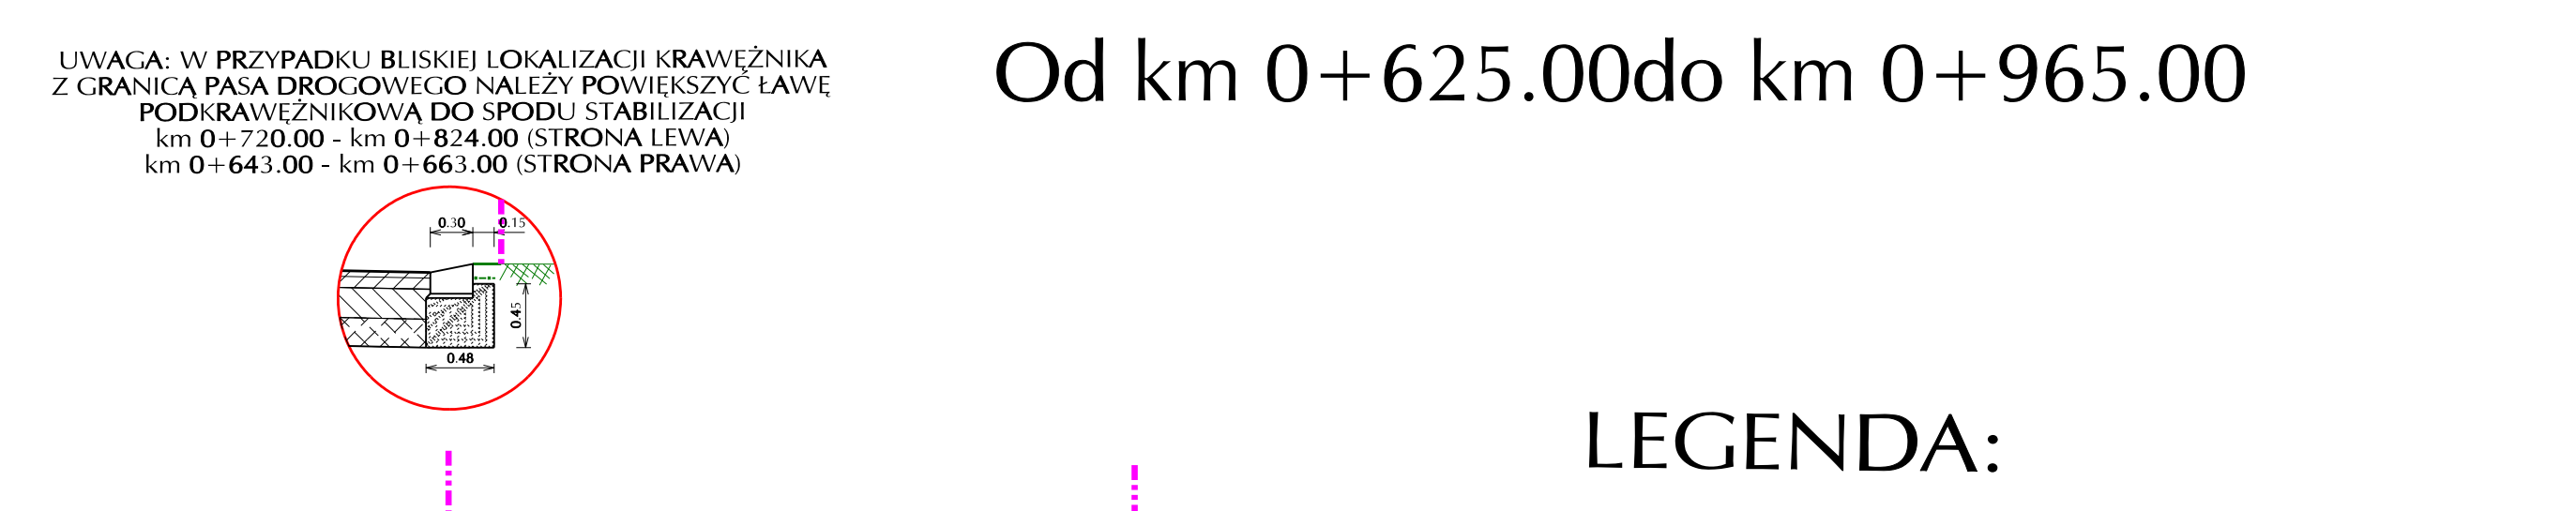 UWAGA: W PRZYPADKU BLISKIEJ LOKALIZACJI KRAWĘŻNIKA
Z GRANICĄ PASA DROGOWEGO NALEŻY POWIĘKSZYĆ ŁAWĘ
PODKRAWĘŻNIKOWĄ DO SPODU STABILIZACJI
km 0+720.00 - km 0+824.00 (STRONA LEWA)
km 0+643.00 - km 0+663.00 (STRONA PRAWA)
0.30 0.15
0.45
0.48
Od km 0+625.00do km 0+965.00
LEGENDA: